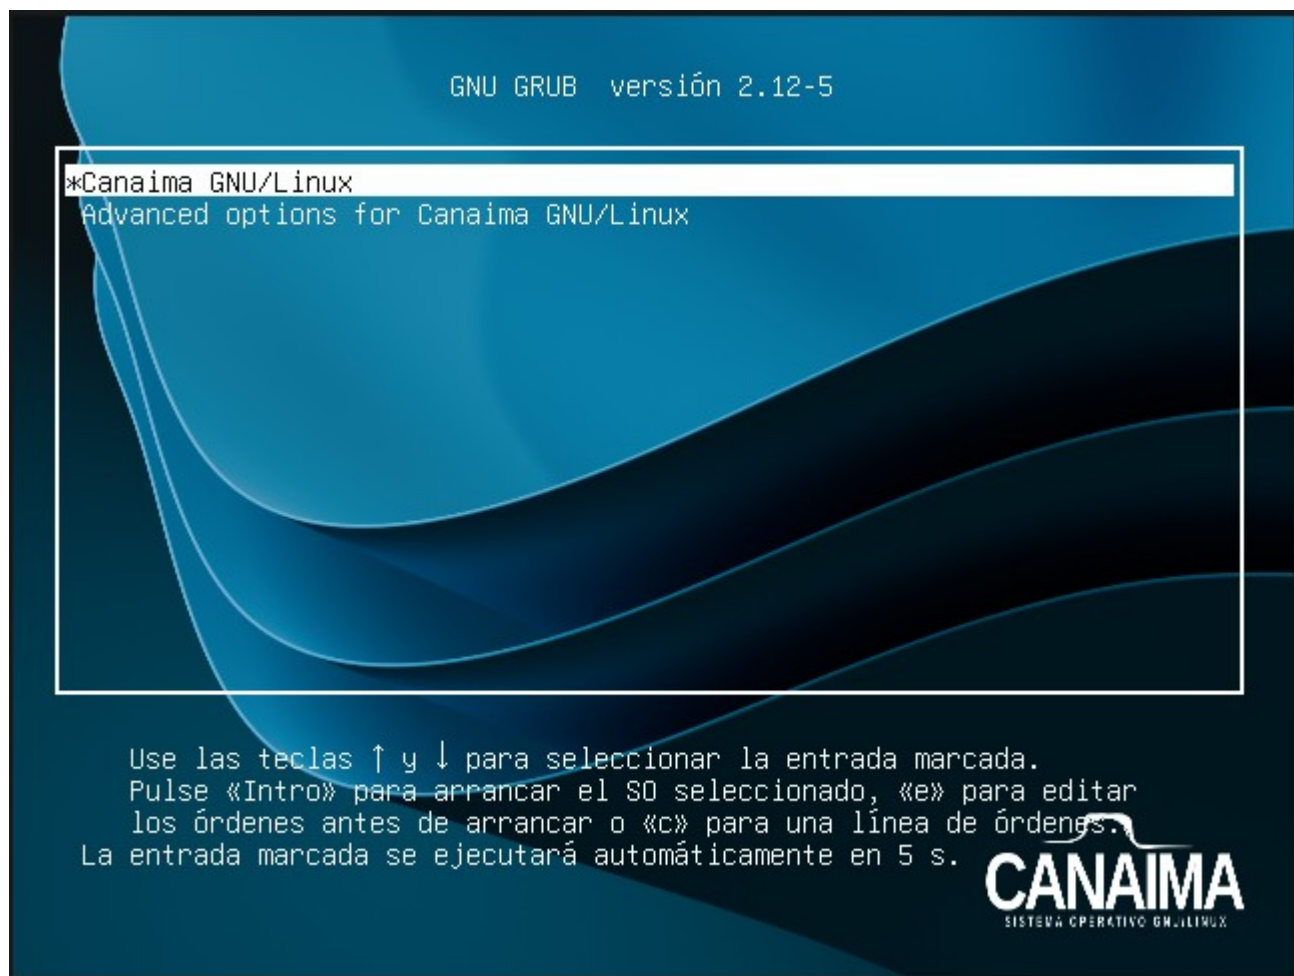 GNU GRUB versión 2.12-5
*Canaima GNU/Linux
Advanced options for Canaima GNU/Linux
Use las teclas ↑ y ↓ para seleccionar la entrada marcada.
Pulse «Intro» para arrancar el SO seleccionado, «e» para editar
los órdenes antes de arrancar o «c» para una línea de órdenes.
La entrada marcada se ejecutará automáticamente en 5 s.
CANAIMA
SISTEMA OPERATIVO GNU/LINUX